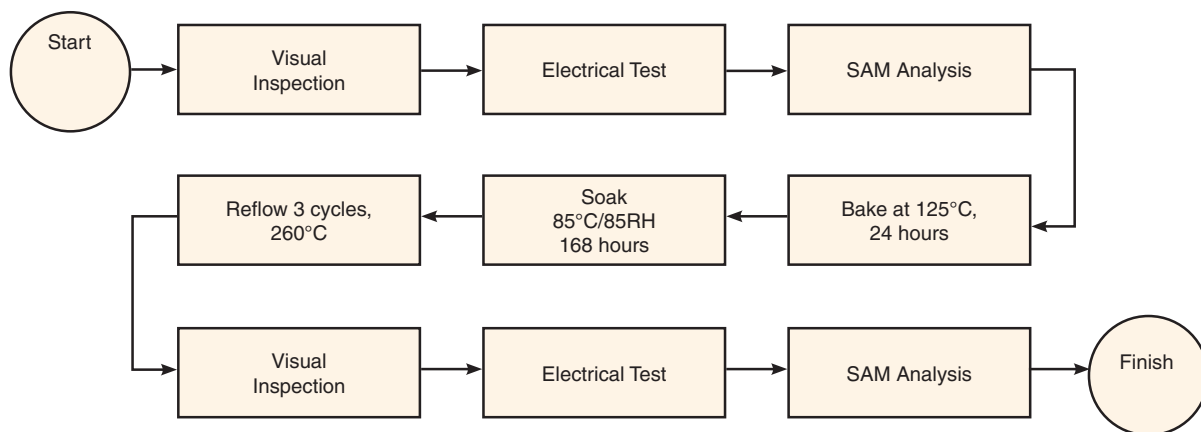 Start
Visual
Inspection
Electrical Test
SAM Analysis
Bake at 125°C,
24 hours
Soak
85°C/85RH
168 hours
Reflow 3 cycles,
260°C
Visual
Inspection
Electrical Test
SAM Analysis
Finish